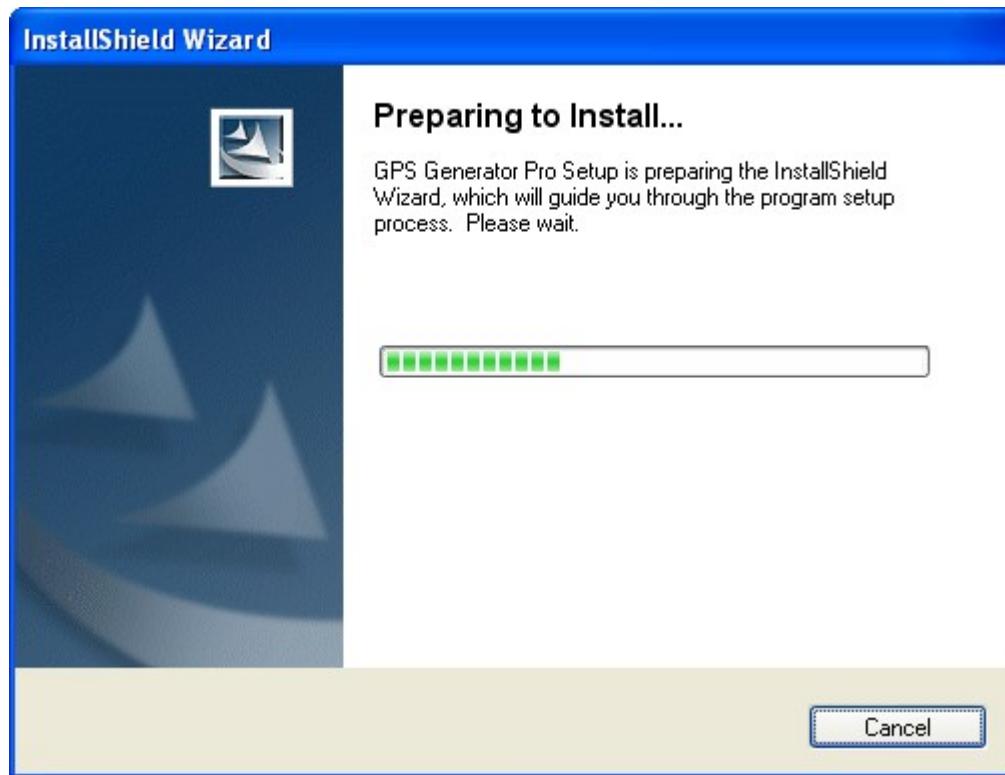 InstallShield Wizard
Preparing to Install...
GPS Generator Pro Setup is preparing the InstallShield
Wizard, which will guide you through the program setup
process.  Please wait.
Cancel